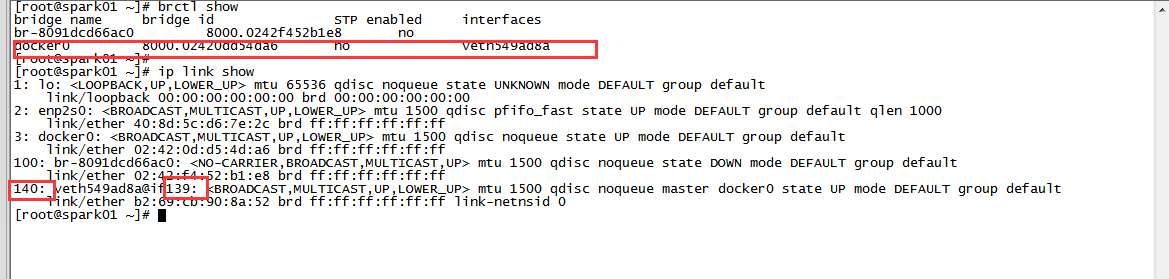 [root@spark01 ~]# brctl show
bridge name bridge id STP enabled interfaces
br-8091dcd66ac0 8000.0242f452b1e8 no
docker0 8000.02420dd54da6 no veth549ad8a
[root@spark01 ~]#
[root@spark01 ~]# ip link show
1: lo: <LOOPBACK,UP,LOWER_UP> mtu 65536 qdisc noqueue state UNKNOWN mode DEFAULT group default
link/loopback 00:00:00:00:00:00 brd 00:00:00:00:00:00
2: enp2s0: <BROADCAST,MULTICAST,UP,LOWER_UP> mtu 1500 qdisc pfifo_fast state UP mode DEFAULT group default qlen 1000
link/ether 40:8d:5c:d6:7e:2c brd ff:ff:ff:ff:ff:ff
3: docker0: <BROADCAST,MULTICAST,UP,LOWER_UP> mtu 1500 qdisc noqueue state UP mode DEFAULT group default
link/ether 02:42:0d:d5:4d:a6 brd ff:ff:ff:ff:ff:ff
100: br-8091dcd66ac0: <NO-CARRIER,BROADCAST,MULTICAST,UP> mtu 1500 qdisc noqueue state DOWN mode DEFAULT group default
link/ether 02:42:f4:52:b1:e8 brd ff:ff:ff:ff:ff:ff
140: veth549ad8a@if139: <BROADCAST,MULTICAST,UP,LOWER_UP> mtu 1500 qdisc noqueue master docker0 state UP mode DEFAULT group default
link/ether b2:69:cb:90:8a:52 brd ff:ff:ff:ff:ff:ff link-netnsid 0
[root@spark01 ~]#